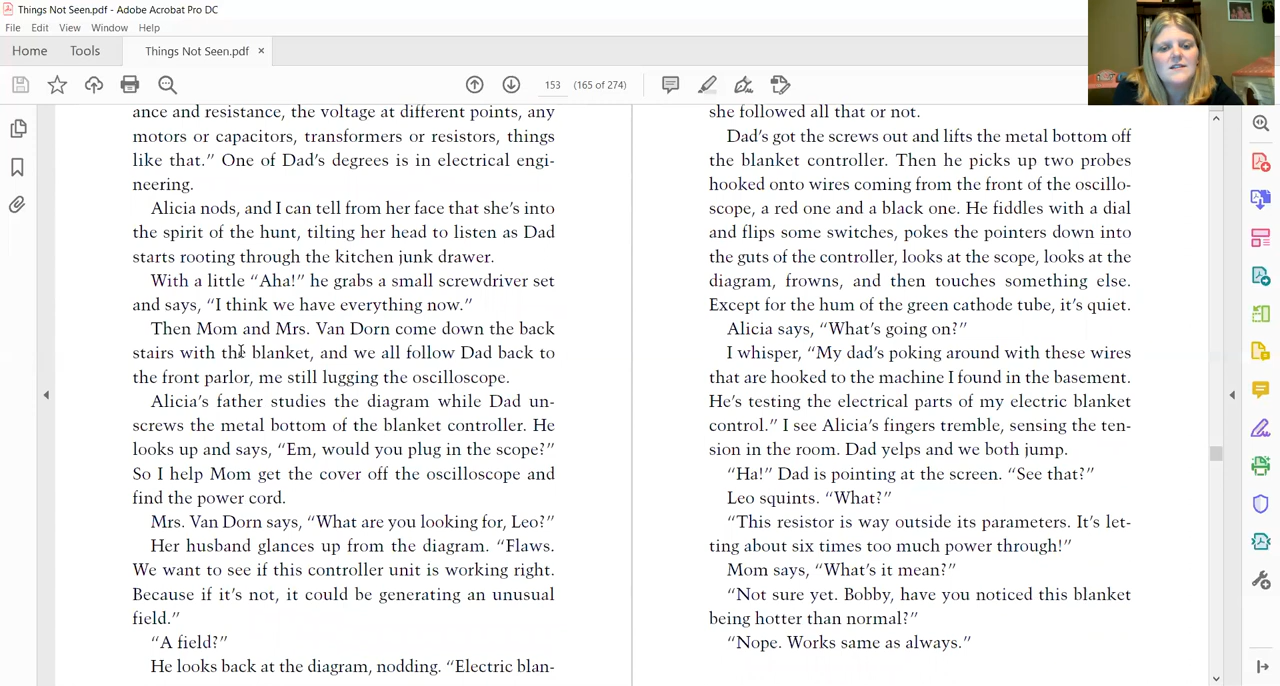 Things Not Seen.pdf - Adobe Acrobat Pro DC
File Edit View Window Help
Home Tools Things Not Seen.pdf ×
153 (165 of 274)
ance and resistance, the voltage at different points, any
motors or capacitors, transformers or resistors, things
like that.” One of Dad’s degrees is in electrical engi-
neering.
Alicia nods, and I can tell from her face that she’s into
the spirit of the hunt, tilting her head to listen as Dad
starts rooting through the kitchen junk drawer.
With a little “Aha!” he grabs a small screwdriver set
and says, “I think we have everything now.”
Then Mom and Mrs. Van Dorn come down the back
stairs with the blanket, and we all follow Dad back to
the front parlor, me still lugging the oscilloscope.
Alicia’s father studies the diagram while Dad un-
screws the metal bottom of the blanket controller. He
looks up and says, “Em, would you plug in the scope?”
So I help Mom get the cover off the oscilloscope and
find the power cord.
Mrs. Van Dorn says, “What are you looking for, Leo?”
Her husband glances up from the diagram. “Flaws.
We want to see if this controller unit is working right.
Because if it’s not, it could be generating an unusual
field.”
“A field?”
He looks back at the diagram, nodding. “Electric blan-
she followed all that or not.
Dad’s got the screws out and lifts the metal bottom off
the blanket controller. Then he picks up two probes
hooked onto wires coming from the front of the oscillo-
scope, a red one and a black one. He fiddles with a dial
and flips some switches, pokes the pointers down into
the guts of the controller, looks at the scope, looks at the
diagram, frowns, and then touches something else.
Except for the hum of the green cathode tube, it’s quiet.
Alicia says, “What’s going on?”
I whisper, “My dad’s poking around with these wires
that are hooked to the machine I found in the basement.
He’s testing the electrical parts of my electric blanket
control.” I see Alicia’s fingers tremble, sensing the ten-
sion in the room. Dad yelps and we both jump.
“Ha!” Dad is pointing at the screen. “See that?”
Leo squints. “What?”
“This resistor is way outside its parameters. It’s let-
ting about six times too much power through!”
Mom says, “What’s it mean?”
“Not sure yet. Bobby, have you noticed this blanket
being hotter than normal?”
“Nope. Works same as always.”